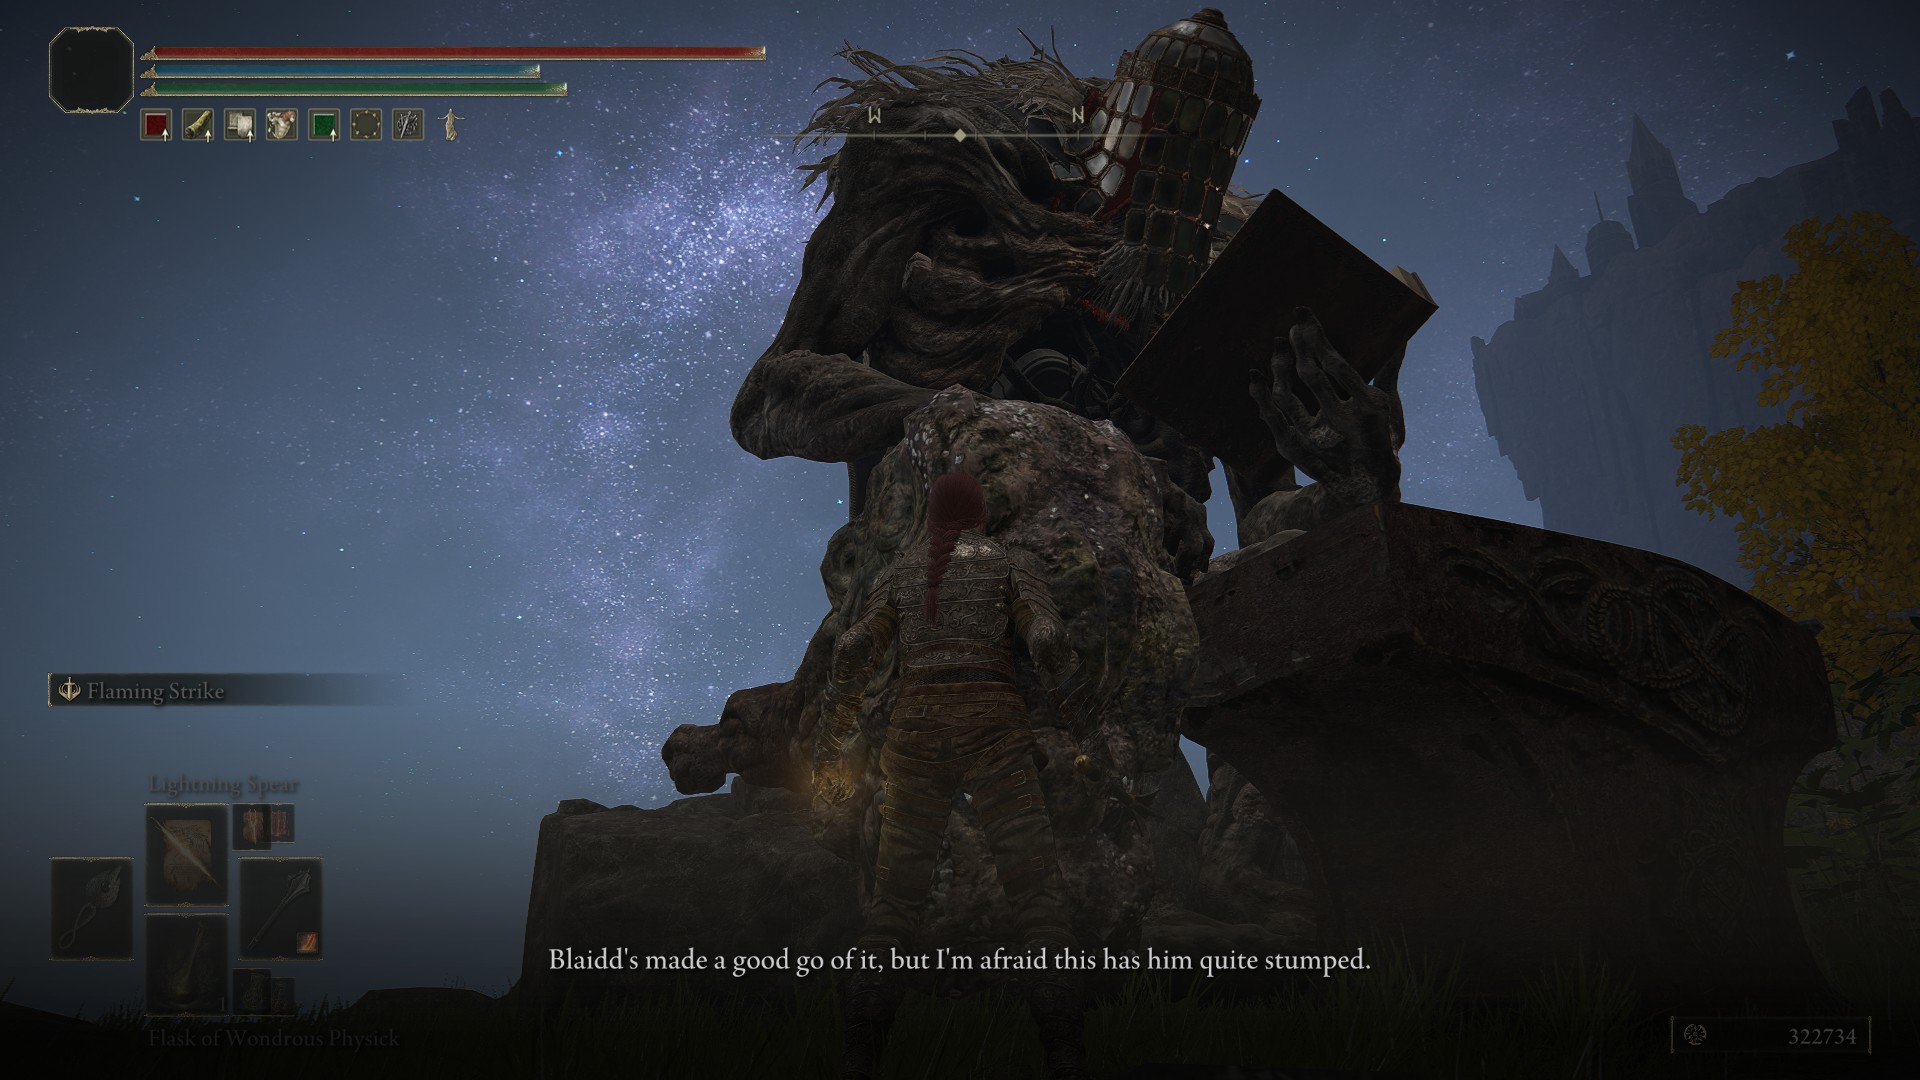 W
N
Flaming Strike
Lightning Spear
1
Blaidd's made a good go of it, but I'm afraid this has him quite stumped.
Flask of Wondrous Physick
322734